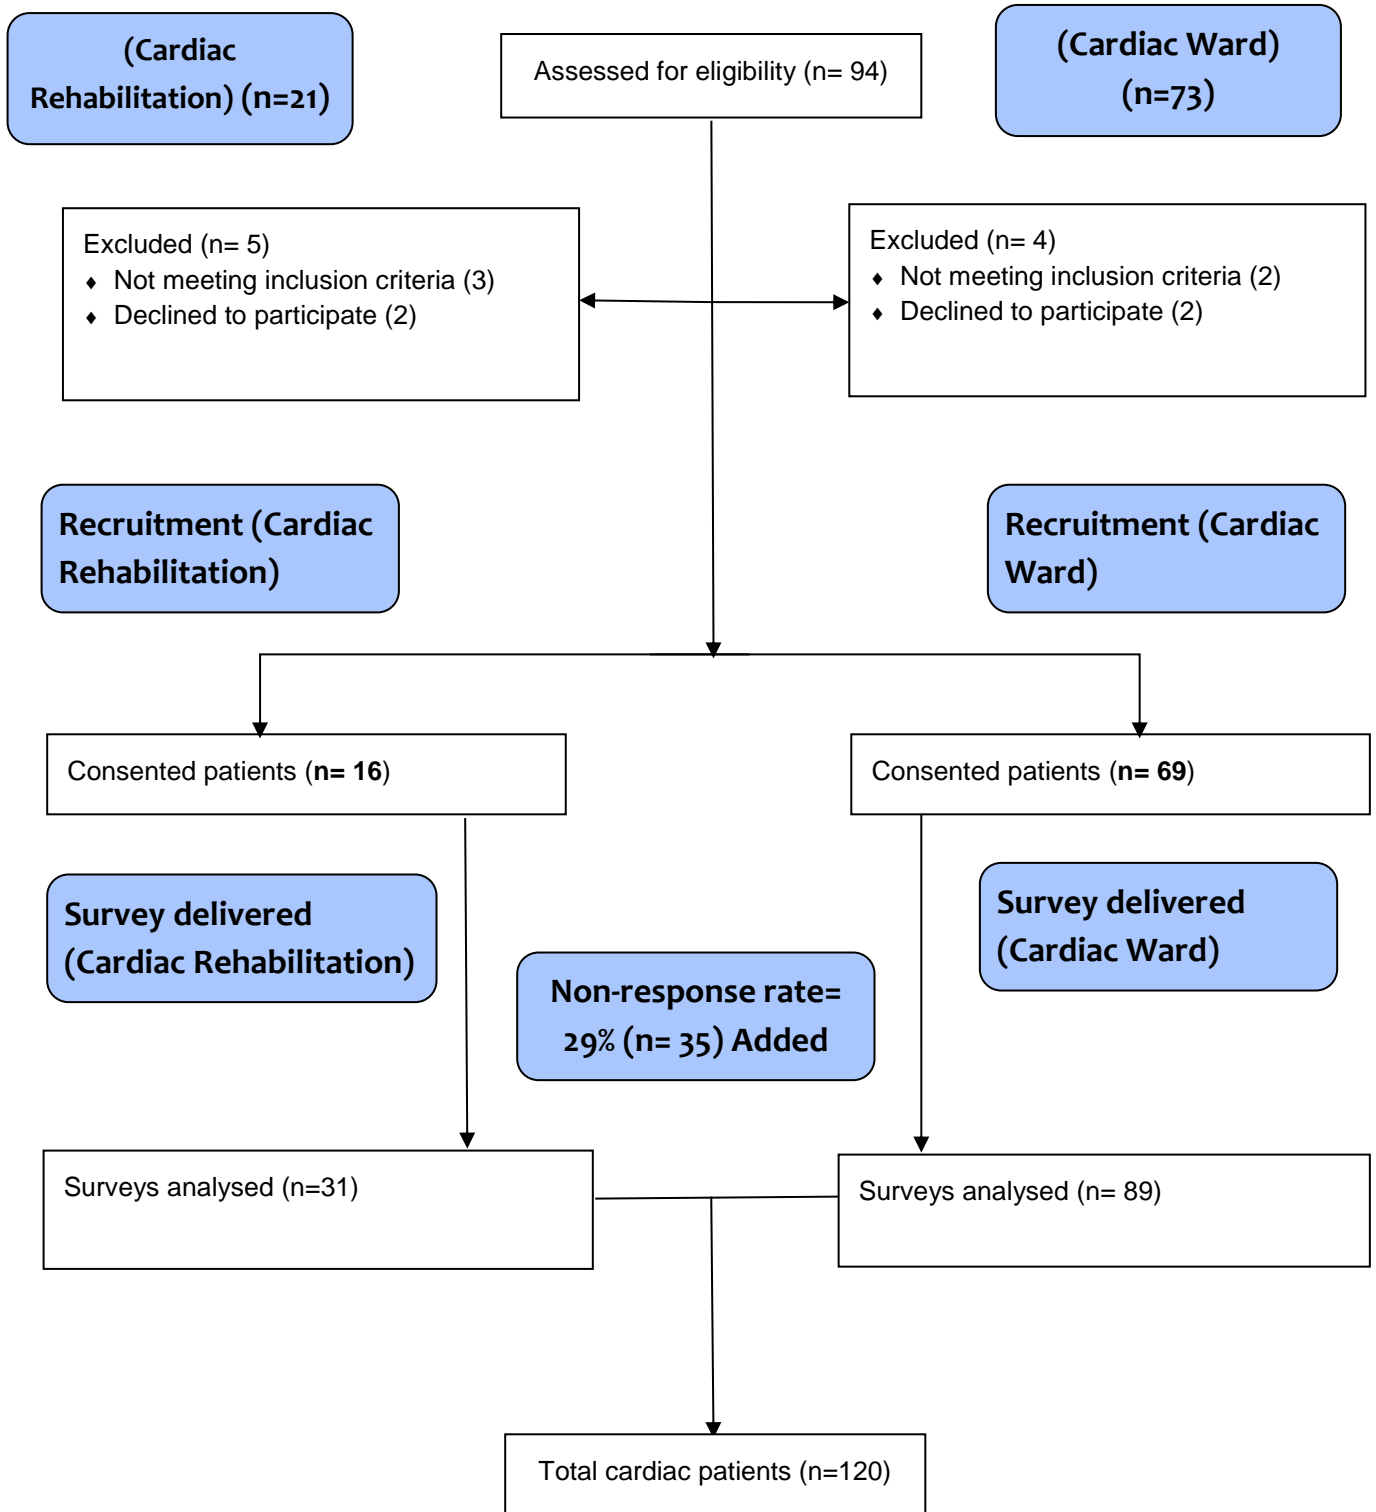 (Cardiac
Rehabilitation) (n=21)
Assessed for eligibility (n= 94)
(Cardiac Ward)
(n=73)
Excluded (n= 5)
♦ Not meeting inclusion criteria (3)
♦ Declined to participate (2)
Excluded (n= 4)
♦ Not meeting inclusion criteria (2)
♦ Declined to participate (2)
Recruitment (Cardiac
Rehabilitation)
Recruitment (Cardiac
Ward)
Consented patients (n= 16)
Consented patients (n= 69)
Survey delivered
(Cardiac Rehabilitation)
Survey delivered
(Cardiac Ward)
Non-response rate=
29% (n= 35) Added
Surveys analysed (n=31)
Surveys analysed (n= 89)
Total cardiac patients (n=120)